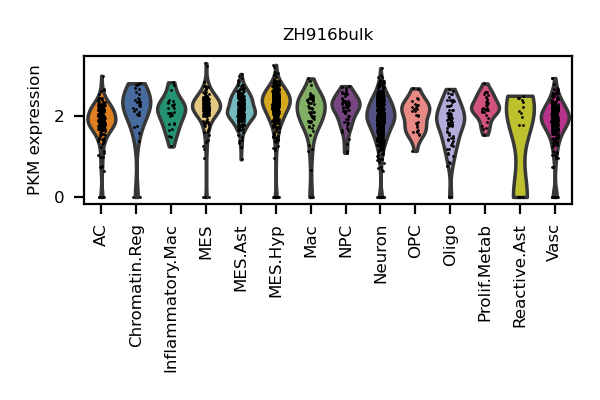 ZH916bulk
PKM expression
2
0
AC
Chromatin.Reg
Inflammatory.Mac
MES
MES.Ast
MES.Hyp
Mac
NPC
Neuron
OPC
Oligo
Prolif.Metab
Reactive.Ast
Vasc